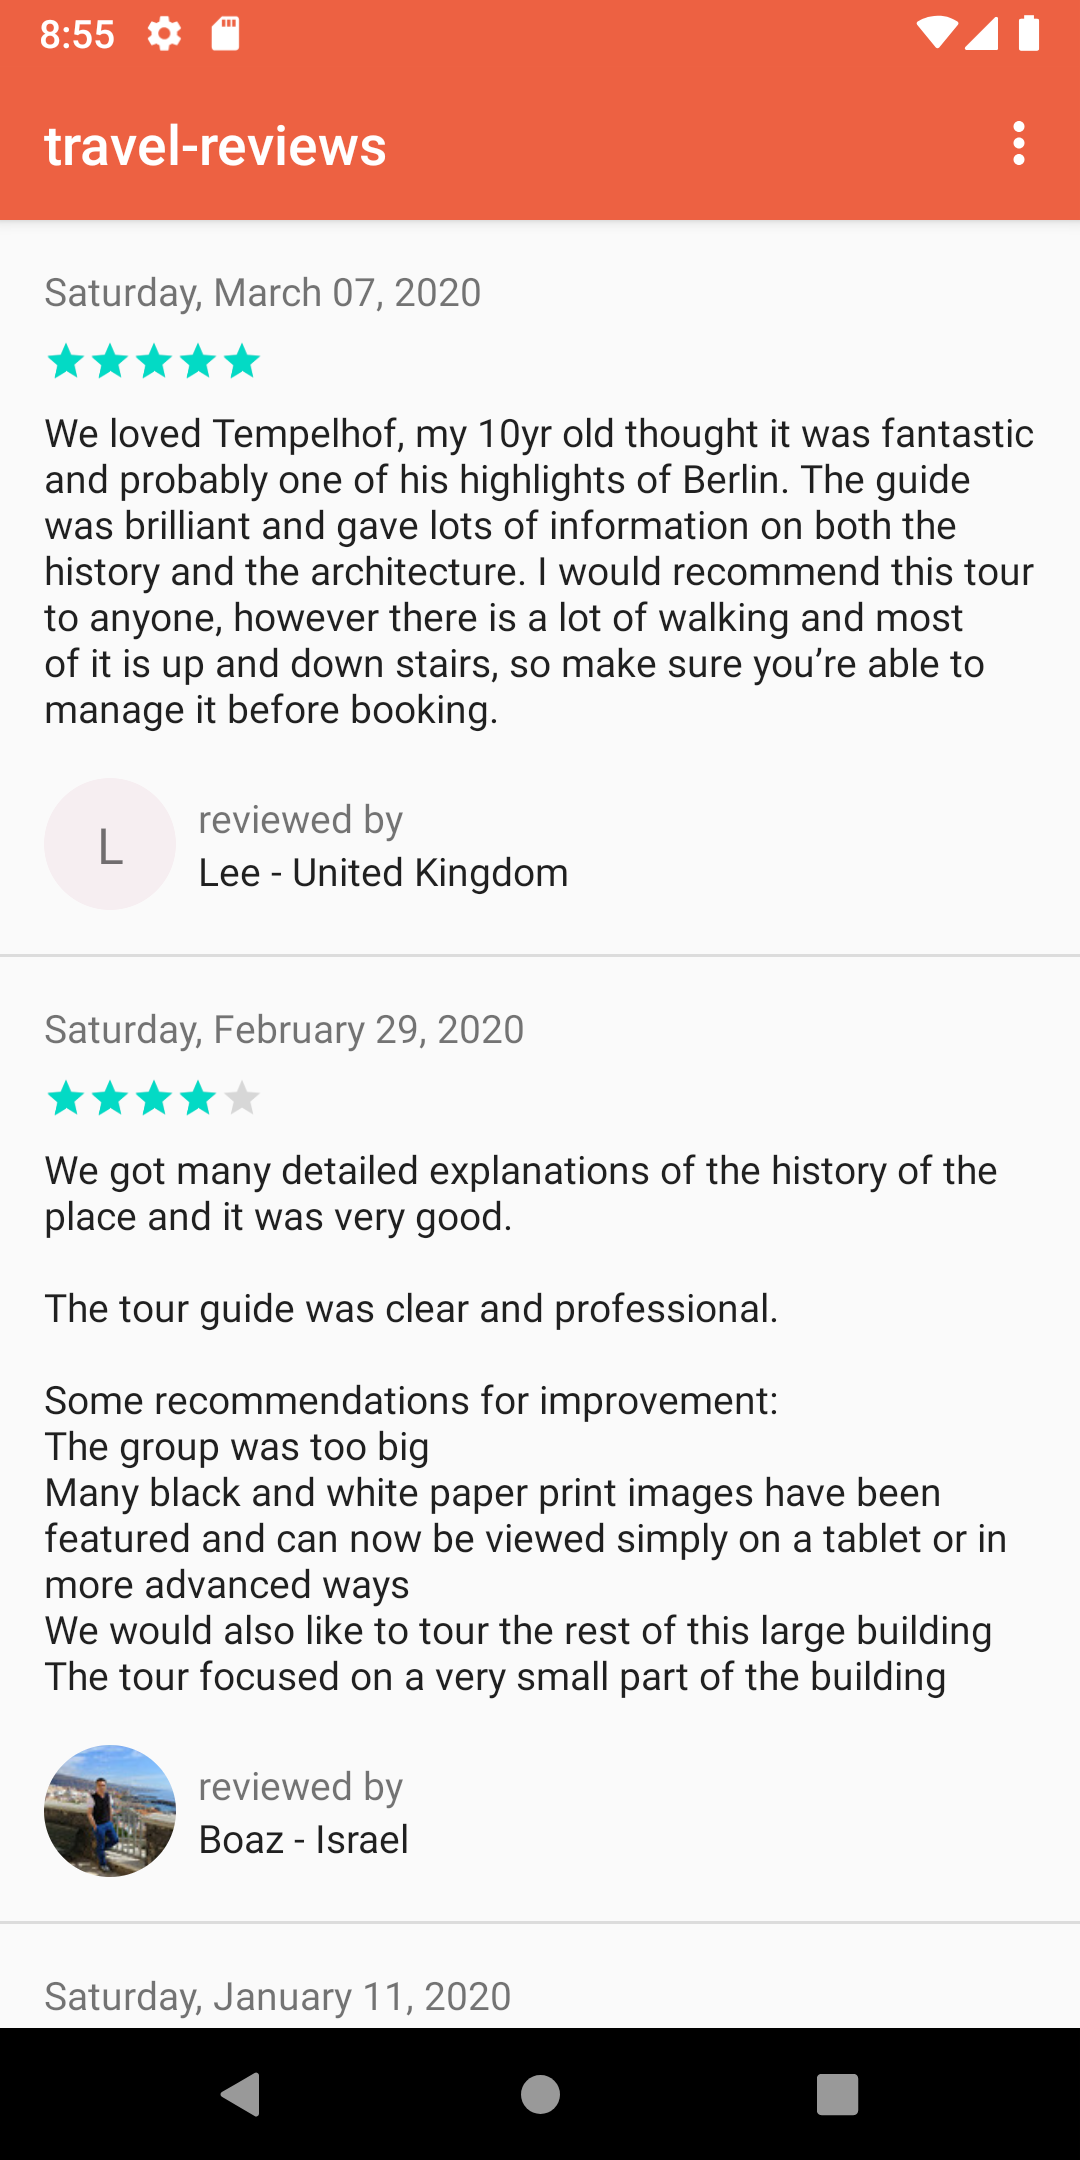 8:55
travel-reviews
Saturday, March 07, 2020
We loved Tempelhof, my 10yr old thought it was fantastic
and probably one of his highlights of Berlin. The guide
was brilliant and gave lots of information on both the
history and the architecture. I would recommend this tour
to anyone, however there is a lot of walking and most
of it is up and down stairs, so make sure you’re able to
manage it before booking.
L
reviewed by
Lee - United Kingdom
Saturday, February 29, 2020
We got many detailed explanations of the history of the
place and it was very good.
The tour guide was clear and professional.
Some recommendations for improvement:
The group was too big
Many black and white paper print images have been
featured and can now be viewed simply on a tablet or in
more advanced ways
We would also like to tour the rest of this large building
The tour focused on a very small part of the building
reviewed by
Boaz - Israel
Saturday, January 11, 2020